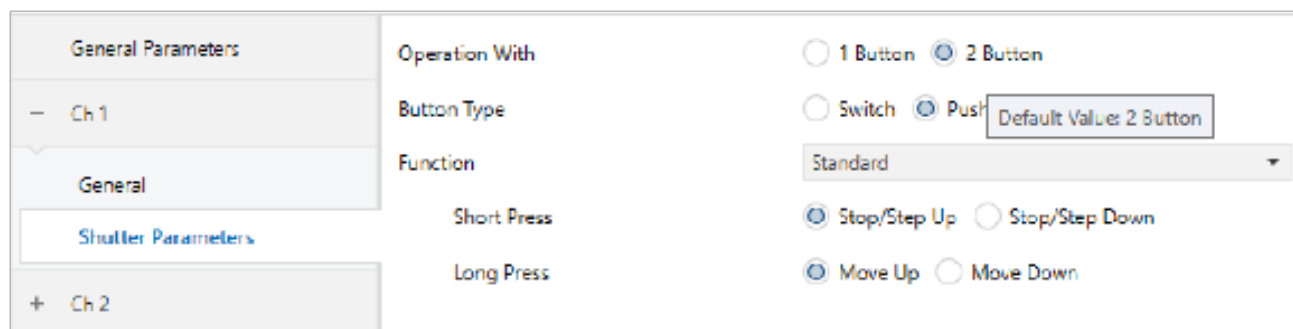 General Parameters
Operation With
1 Button 2 Button
− Ch 1
Button Type
Switch Push
Default Value: 2 Button
Function
Standard
General
Short Press
Stop/Step Up Stop/Step Down
Shutter Parameters
Long Press
Move Up Move Down
+ Ch 2